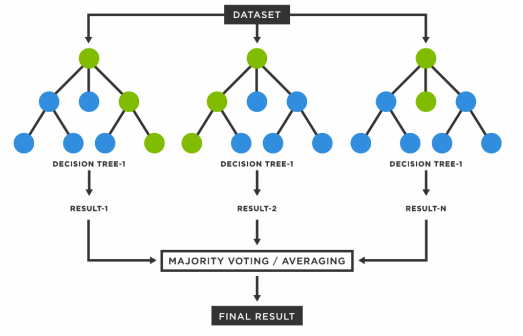 DATASET
DECISION TREE-1
DECISION TREE-1
DECISION TREE-1
RESULT-1
RESULT-2
RESULT-N
MAJORITY VOTING / AVERAGING
FINAL RESULT